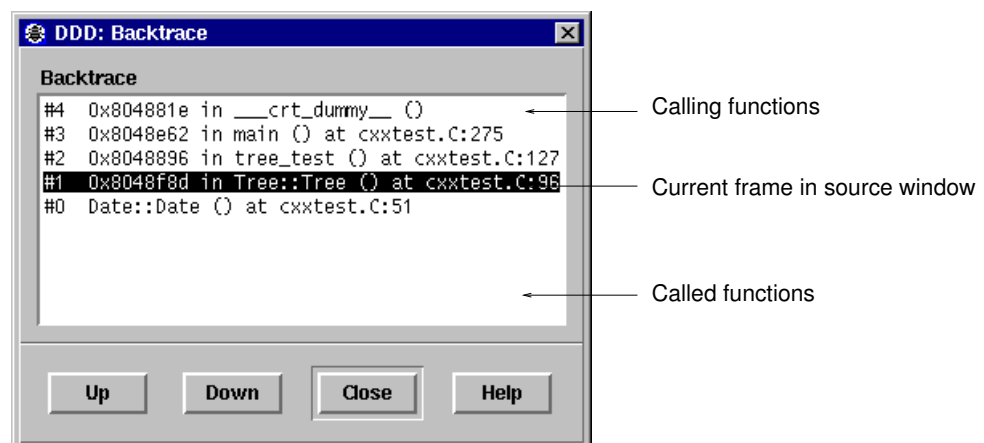 DDD: Backtrace
Backtrace
#4 0x804881e in ___crt_dummy__ ()
#3 0x8048e62 in main () at cxxtest.C:275
#2 0x8048896 in tree_test () at cxxtest.C:127
#1 0x8048f8d in Tree::Tree () at cxxtest.C:96
#0 Date::Date () at cxxtest.C:51
Calling functions
Current frame in source window
Called functions
Up Down Close Help